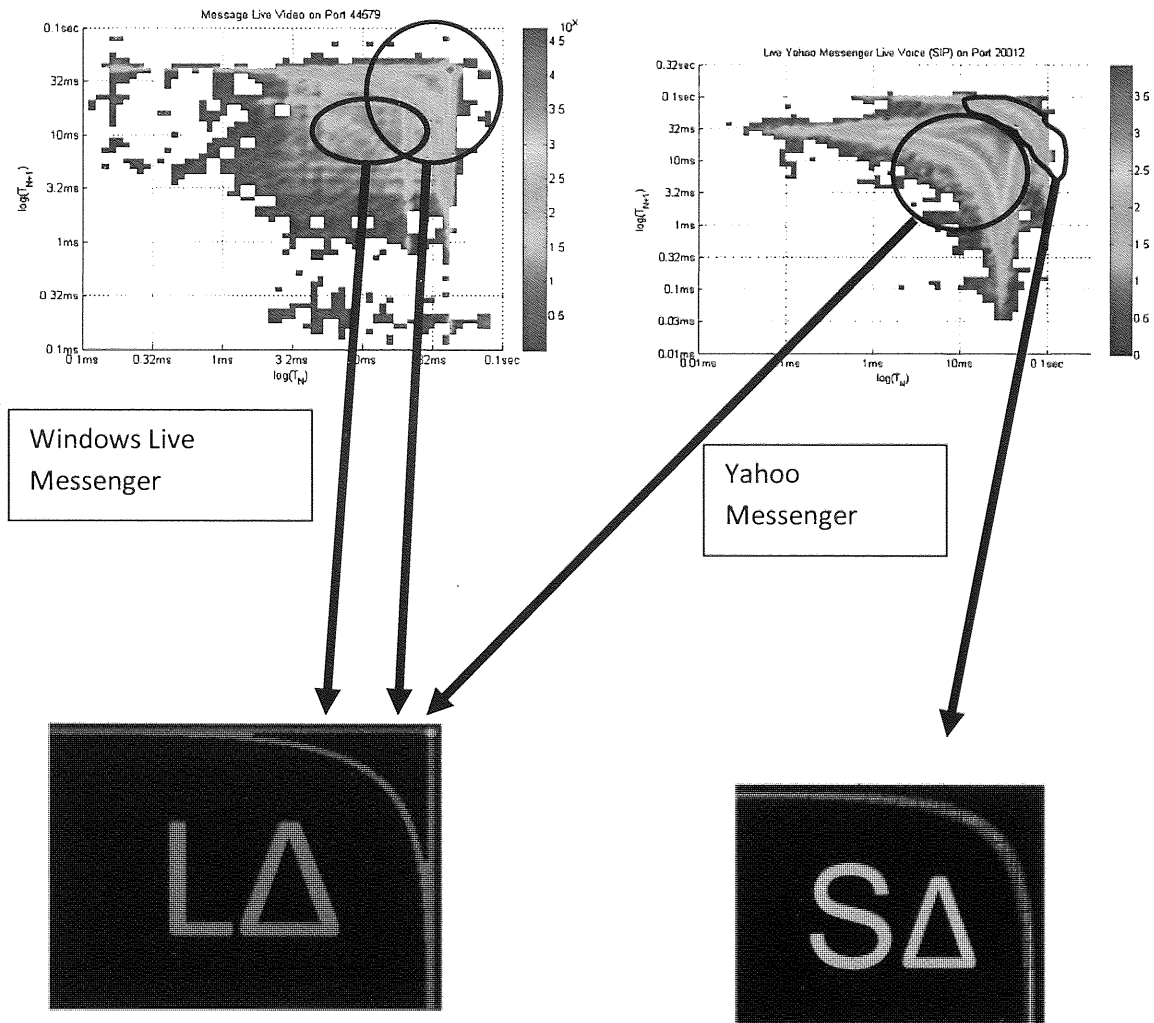 Message Live Video on Port 44579
0.1sec
32ms
10ms
3.2ms
1ms
0.32ms
0.1ms
log(T_{N+1})
0.1ms 0.32ms 1ms 3.2ms 0ms 32ms 0.1sec
log(T_N)
10^x
4.5
4
3.5
3
2.5
2
1.5
1
0.5
Live Yahoo Messenger Live Voice (SIP) on Port 20012
0.32sec
0.1sec
32ms
10ms
3.2ms
1ms
0.32ms
0.1ms
0.03ms
0.01ms
log(T_{N+1})
0.01ms 1ms 1ms 10ms 0.1sec
log(T_N)
3.5
3
2.5
2
1.5
1
0.5
0
Windows Live
Messenger
Yahoo
Messenger
LΔ
SΔ